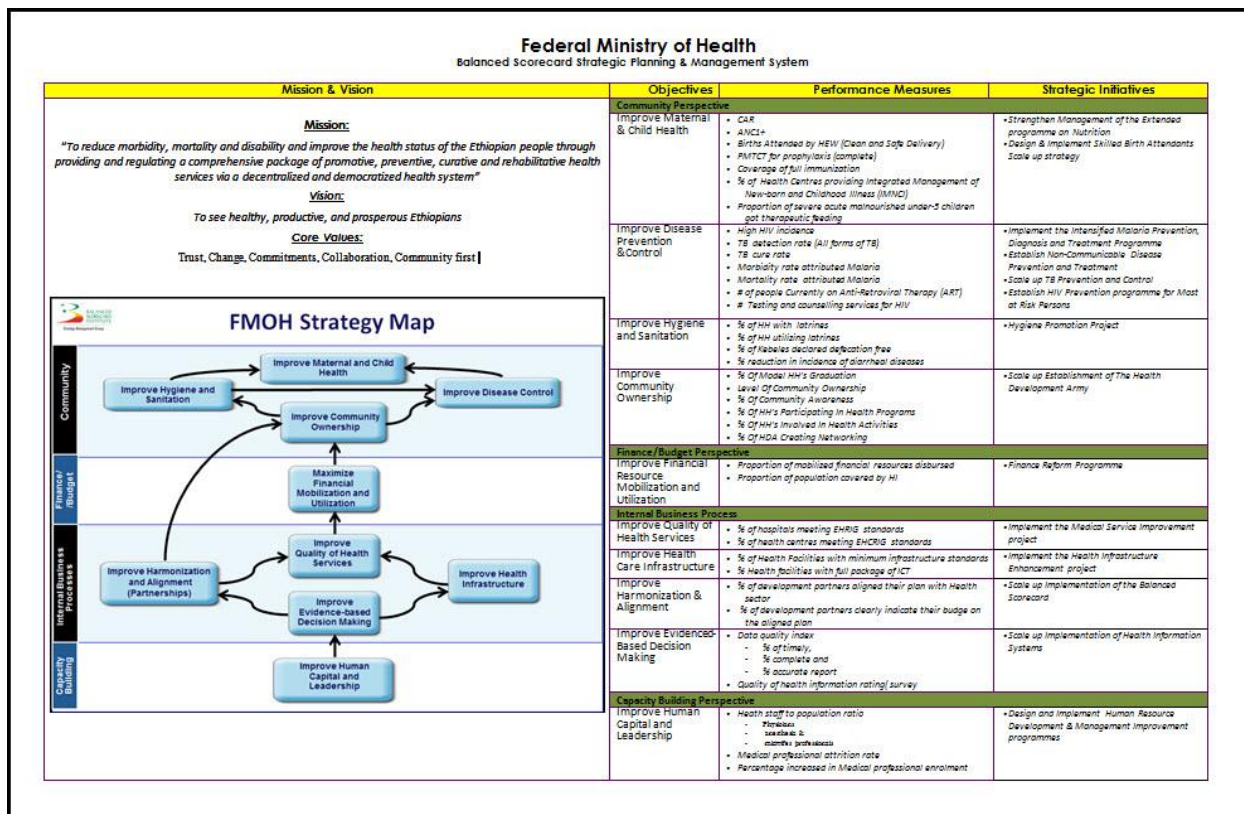 Federal Ministry of Health
Balanced Scorecard Strategic Planning & Management System
Mission & Vision
Objectives
Performance Measures
Strategic Initiatives
Mission:
"To reduce morbidity, mortality and disability and improve the health status of the Ethiopian people through
providing and regulating a comprehensive package of promotive, preventive, curative and rehabilitative health
services via a decentralized and democratized health system"
Vision:
To see healthy, productive, and prosperous Ethiopians
Core Values:
Trust, Change, Commitments, Collaboration, Community first
FMOH Strategy Map
Community
Improve Maternal and Child
Health
Improve Hygiene and
Sanitation
Improve Disease Control
Improve Community
Ownership
Finance/
/Budget
Maximize
Financial
Mobilization and
Utilization
Internal Business
Processes
Improve
Quality of Health
Services
Improve Harmonization
and Alignment
(Partnerships)
Improve Health
Infrastructure
Improve
Evidence-based
Decision Making
Capacity
Building
Improve Human
Capital and
Leadership
Community Perspective
Improve Maternal
& Child Health
• CAR
• ANC1+
• Births Attended by HEW (Clean and Safe Delivery)
• PMTCT for prophylaxis (complete)
• Coverage of full immunization
• % of Health Centres providing Integrated Management of
New-born and Childhood Illness (IMNCI)
• Proportion of severe acute malnourished under-5 children
got therapeutic feeding
• Strengthen Management of the Extended
programme on Nutrition
• Design & Implement Skilled Birth Attendants
Scale up strategy
Improve Disease
Prevention
&Control
• High HIV incidence
• TB detection rate (All forms of TB)
• TB cure rate
• Morbidity rate attributed Malaria
• Mortality rate attributed Malaria
• # of people Currently on Anti-Retroviral Therapy (ART)
• # Testing and counselling services for HIV
• Implement the Intensified Malaria Prevention,
Diagnosis and Treatment Programme
• Establish Non-Communicable Disease
Prevention and Treatment
• Scale up TB Prevention and Control
• Establish HIV Prevention programme for Most
at Risk Persons
Improve Hygiene
and Sanitation
• % of HH with latrines
• % of HH utilizing latrines
• % of Kebeles declared defecation free
• % reduction in incidence of diarrheal diseases
• Hygiene Promotion Project
Improve
Community
Ownership
• % Of Model HH's Graduation
• Level Of Community Ownership
• % Of Community Awareness
• % Of HH's Participating In Health Programs
• % Of HH's Involved In Health Activities
• % Of HDA Creating Networking
• Scale up Establishment of The Health
Development Army
Finance/Budget Perspective
Improve Financial
Resource
Mobilization and
Utilization
• Proportion of mobilized financial resources disbursed
• Proportion of population covered by HI
• Finance Reform Programme
Internal Business Process
Improve Quality of
Health Services
• % of hospitals meeting EHRIG standards
• % of health centres meeting EHCRIG standards
• Implement the Medical Service Improvement
project
Improve Health
Care Infrastructure
• % of Health Facilities with minimum infrastructure standards
• % Health facilities with full package of ICT
• Implement the Health Infrastructure
Enhancement project
Improve
Harmonization &
Alignment
• % of development partners aligned their plan with Health
sector
• % of development partners clearly indicate their budge on
the aligned plan
• Scale up Implementation of the Balanced
Scorecard
Improve Evidenced-
Based Decision
Making
• Data quality index
- % of timely,
- % complete and
- % accurate report
• Quality of health information rating/ survey
• Scale up Implementation of Health Information
Systems
Capacity Building Perspective
Improve Human
Capital and
Leadership
• Heath staff to population ratio
- Physicians
- midwifes professionals
• Medical professional attrition rate
• Percentage increased in Medical professional enrolment
• Design and Implement Human Resource
Development & Management Improvement
programmes